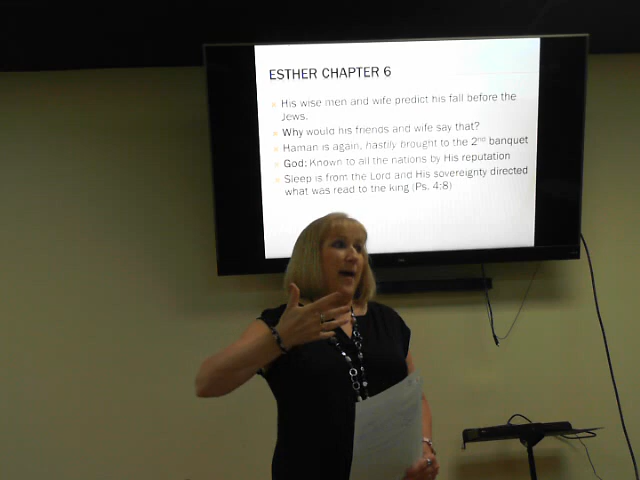 ESTHER CHAPTER 6
His wise men and wife predict his fall before the
Jews.
Why would his friends and wife say that?
Haman is again, hastily brought to the 2nd banquet
God: Known to all the nations by His reputation
Sleep is from the Lord and His sovereignty directed
what was read to the king (Ps. 4:8)